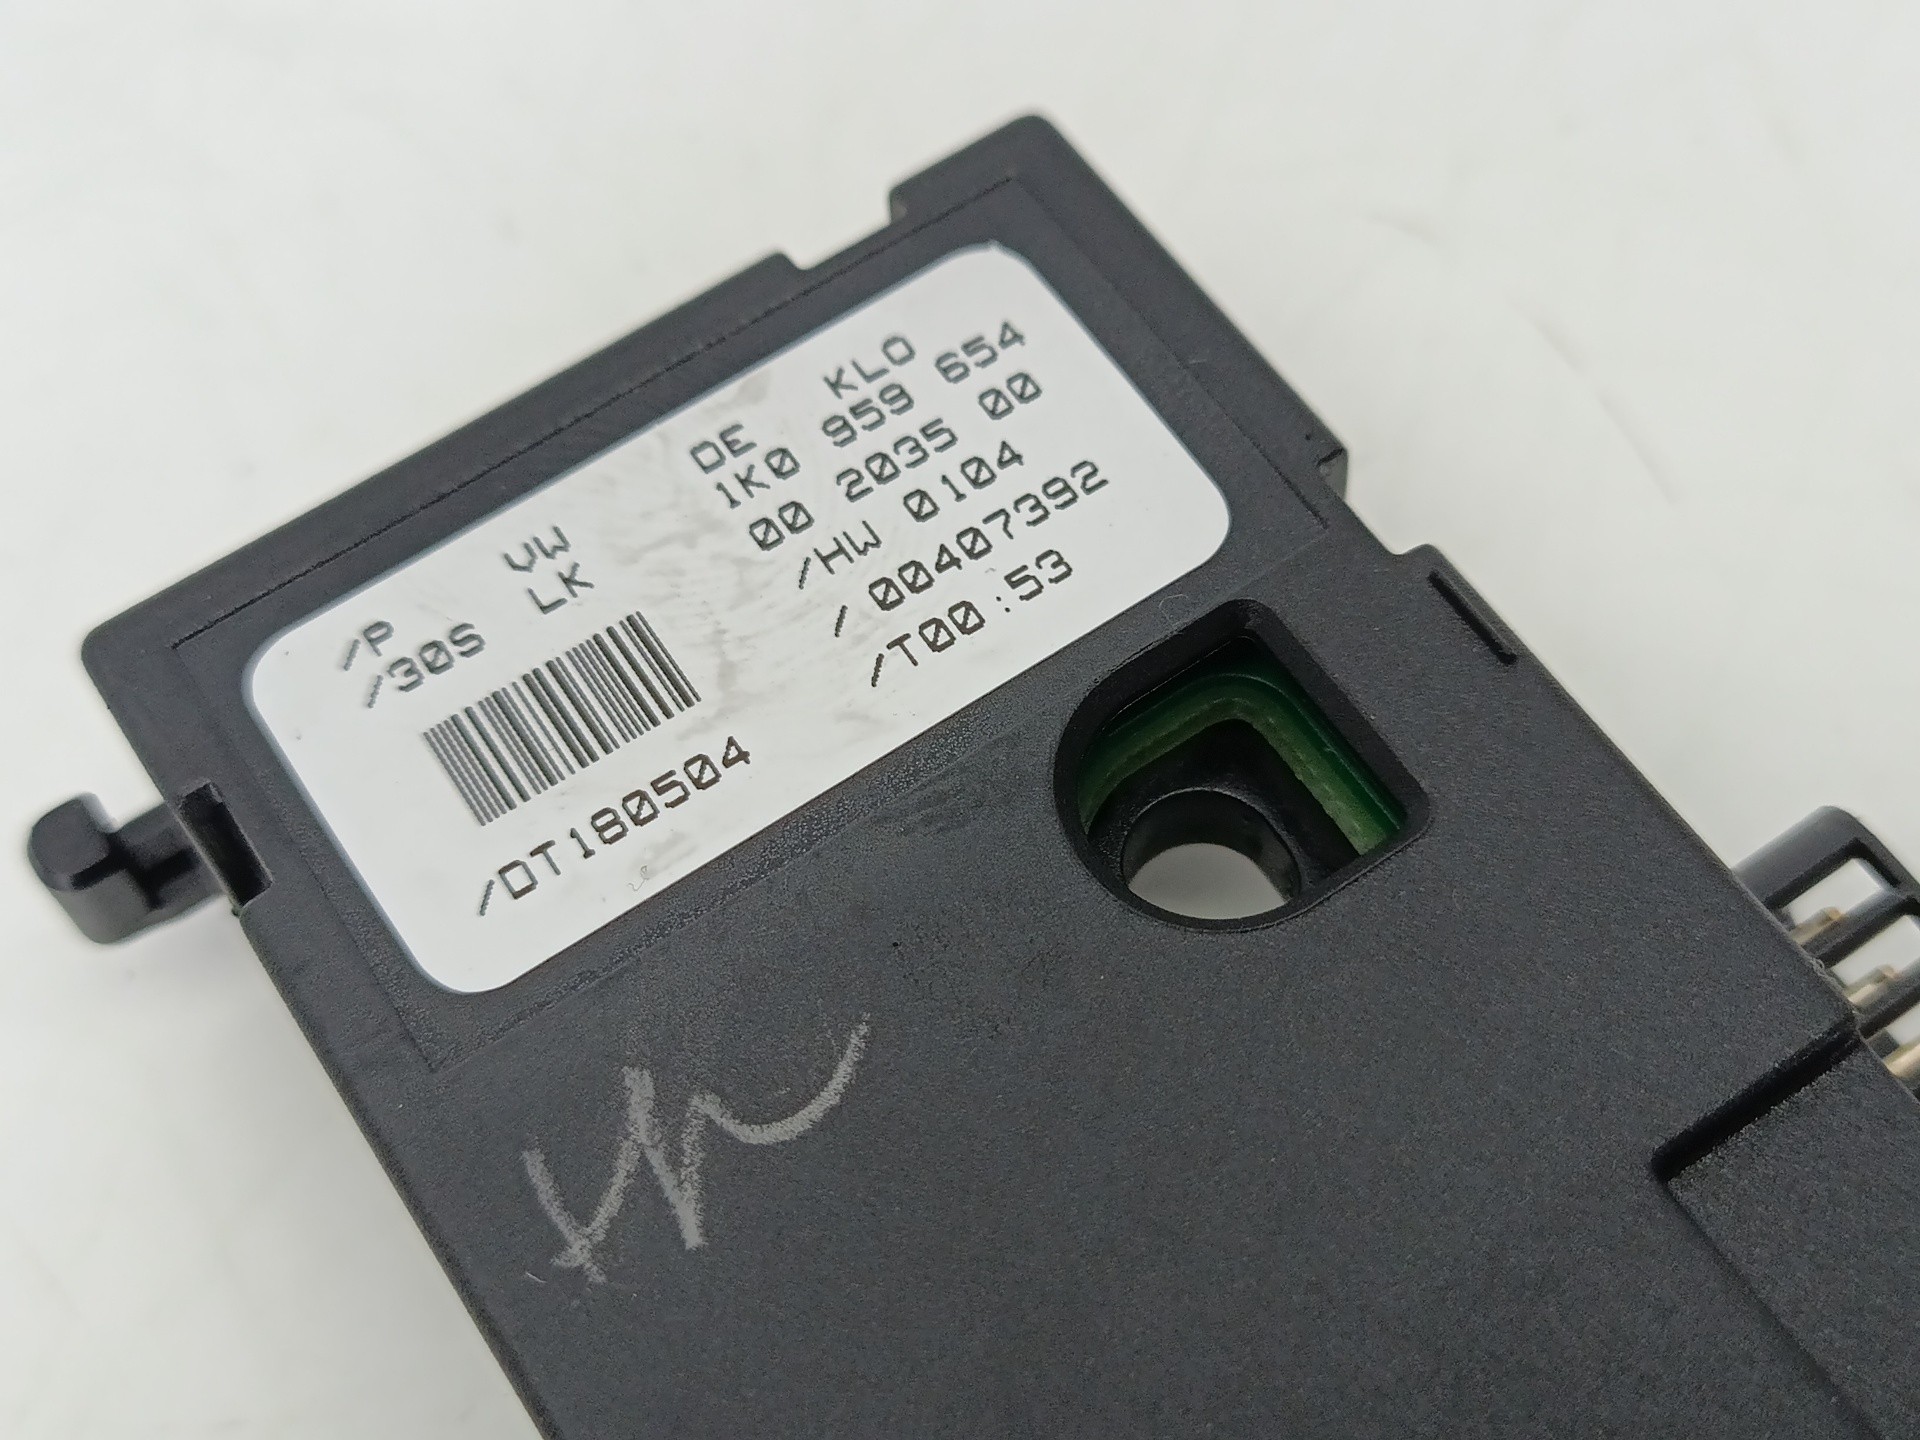 /P VW DE KLO
/30S LK 1K0 959 654
00 2035 00
/HW 0104
/00407392
/DT180504 /T00:53